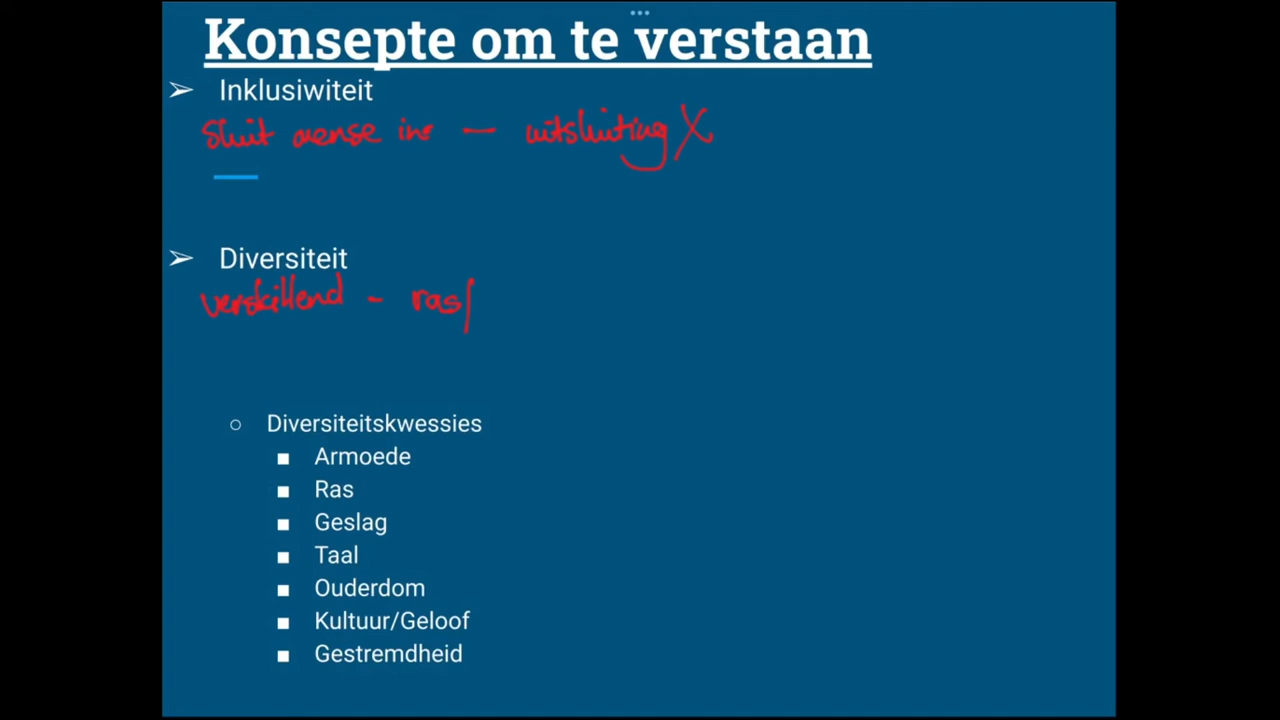 Konsepte om te verstaan
➢ Inklusiwiteit
Sluit mense in — uitsluiting X
➢ Diversiteit
verskillend - ras/
○ Diversiteitskwessies
■ Armoede
■ Ras
■ Geslag
■ Taal
■ Ouderdom
■ Kultuur/Geloof
■ Gestremdheid